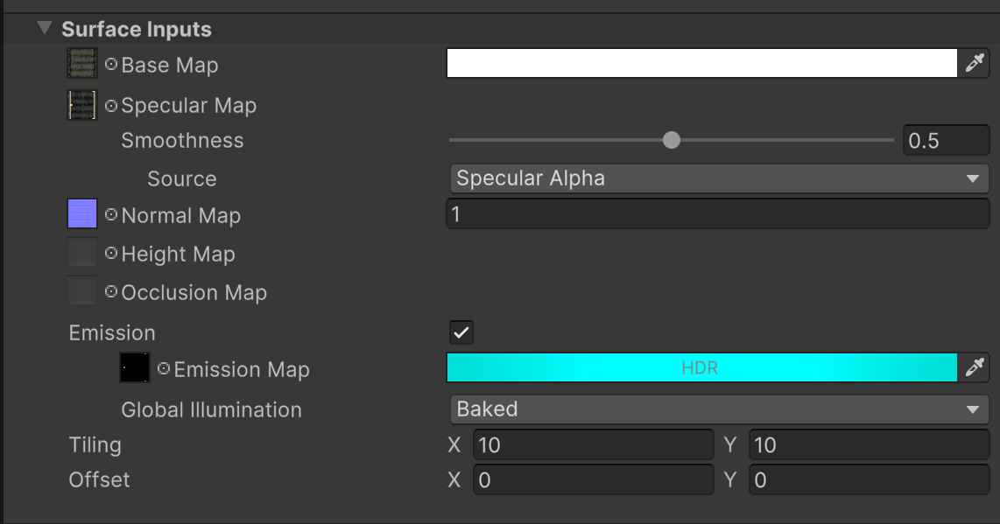 Surface Inputs
Base Map
Specular Map
Smoothness 0.5
Source Specular Alpha
Normal Map 1
Height Map
Occlusion Map
Emission
Emission Map HDR
Global Illumination Baked
Tiling X 10 Y 10
Offset X 0 Y 0